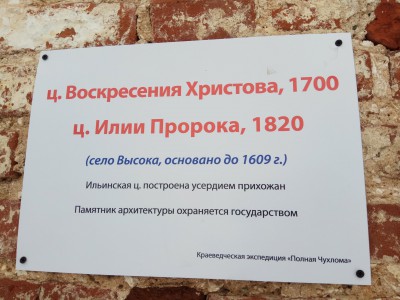 ц. Воскресения Христова, 1700
ц. Илии Пророка, 1820
(село Высока, основано до 1609 г.)
Ильинская ц. построена усердием прихожан
Памятник архитектуры охраняется государством
Краеведческая экспедиция «Полная Чухлома»